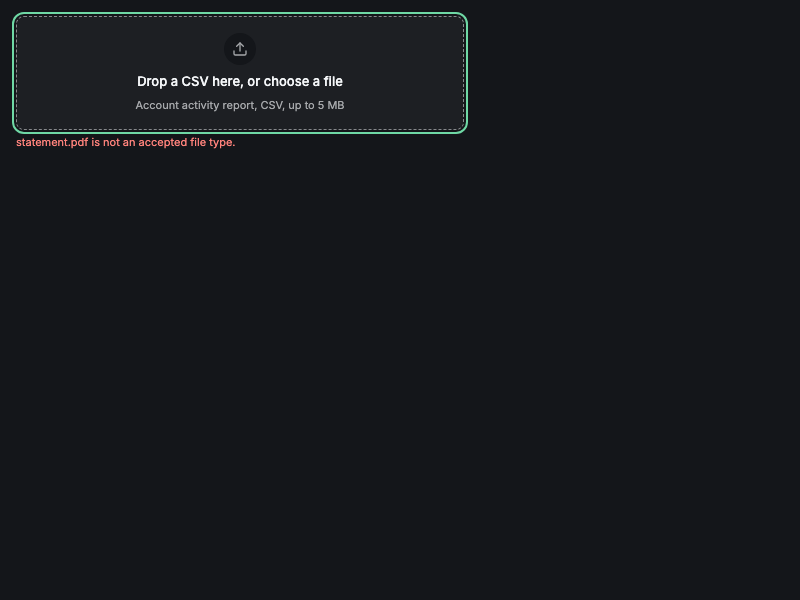 Drop a CSV here, or choose a file
Account activity report, CSV, up to 5 MB
statement.pdf is not an accepted file type.